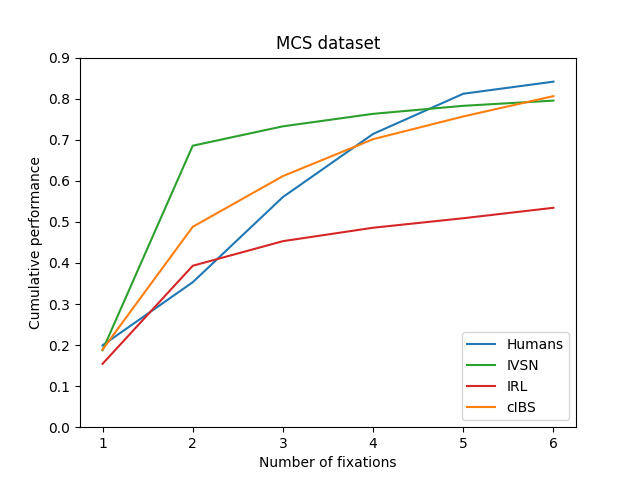 MCS dataset
Cumulative performance
0.9
0.8
0.7
0.6
0.5
0.4
0.3
0.2
0.1
0.0
Humans
IVSN
IRL
cIBS
1 2 3 4 5 6
Number of fixations